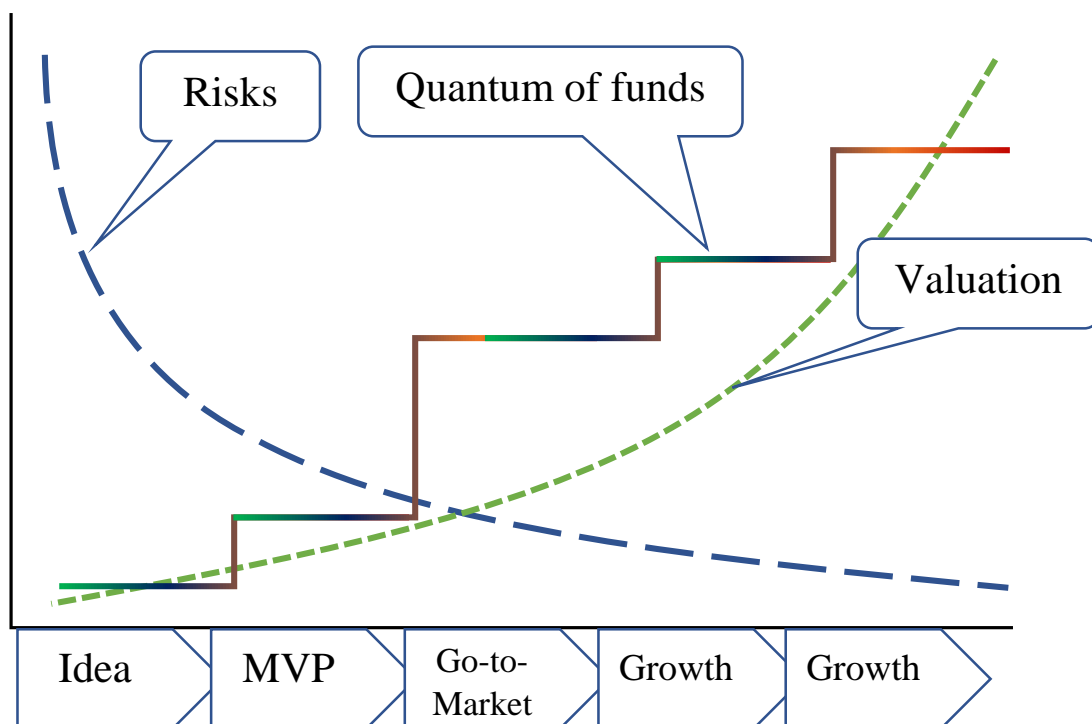 Risks
Quantum of funds
Valuation
Idea
MVP
Go-to-
Market
Growth
Growth